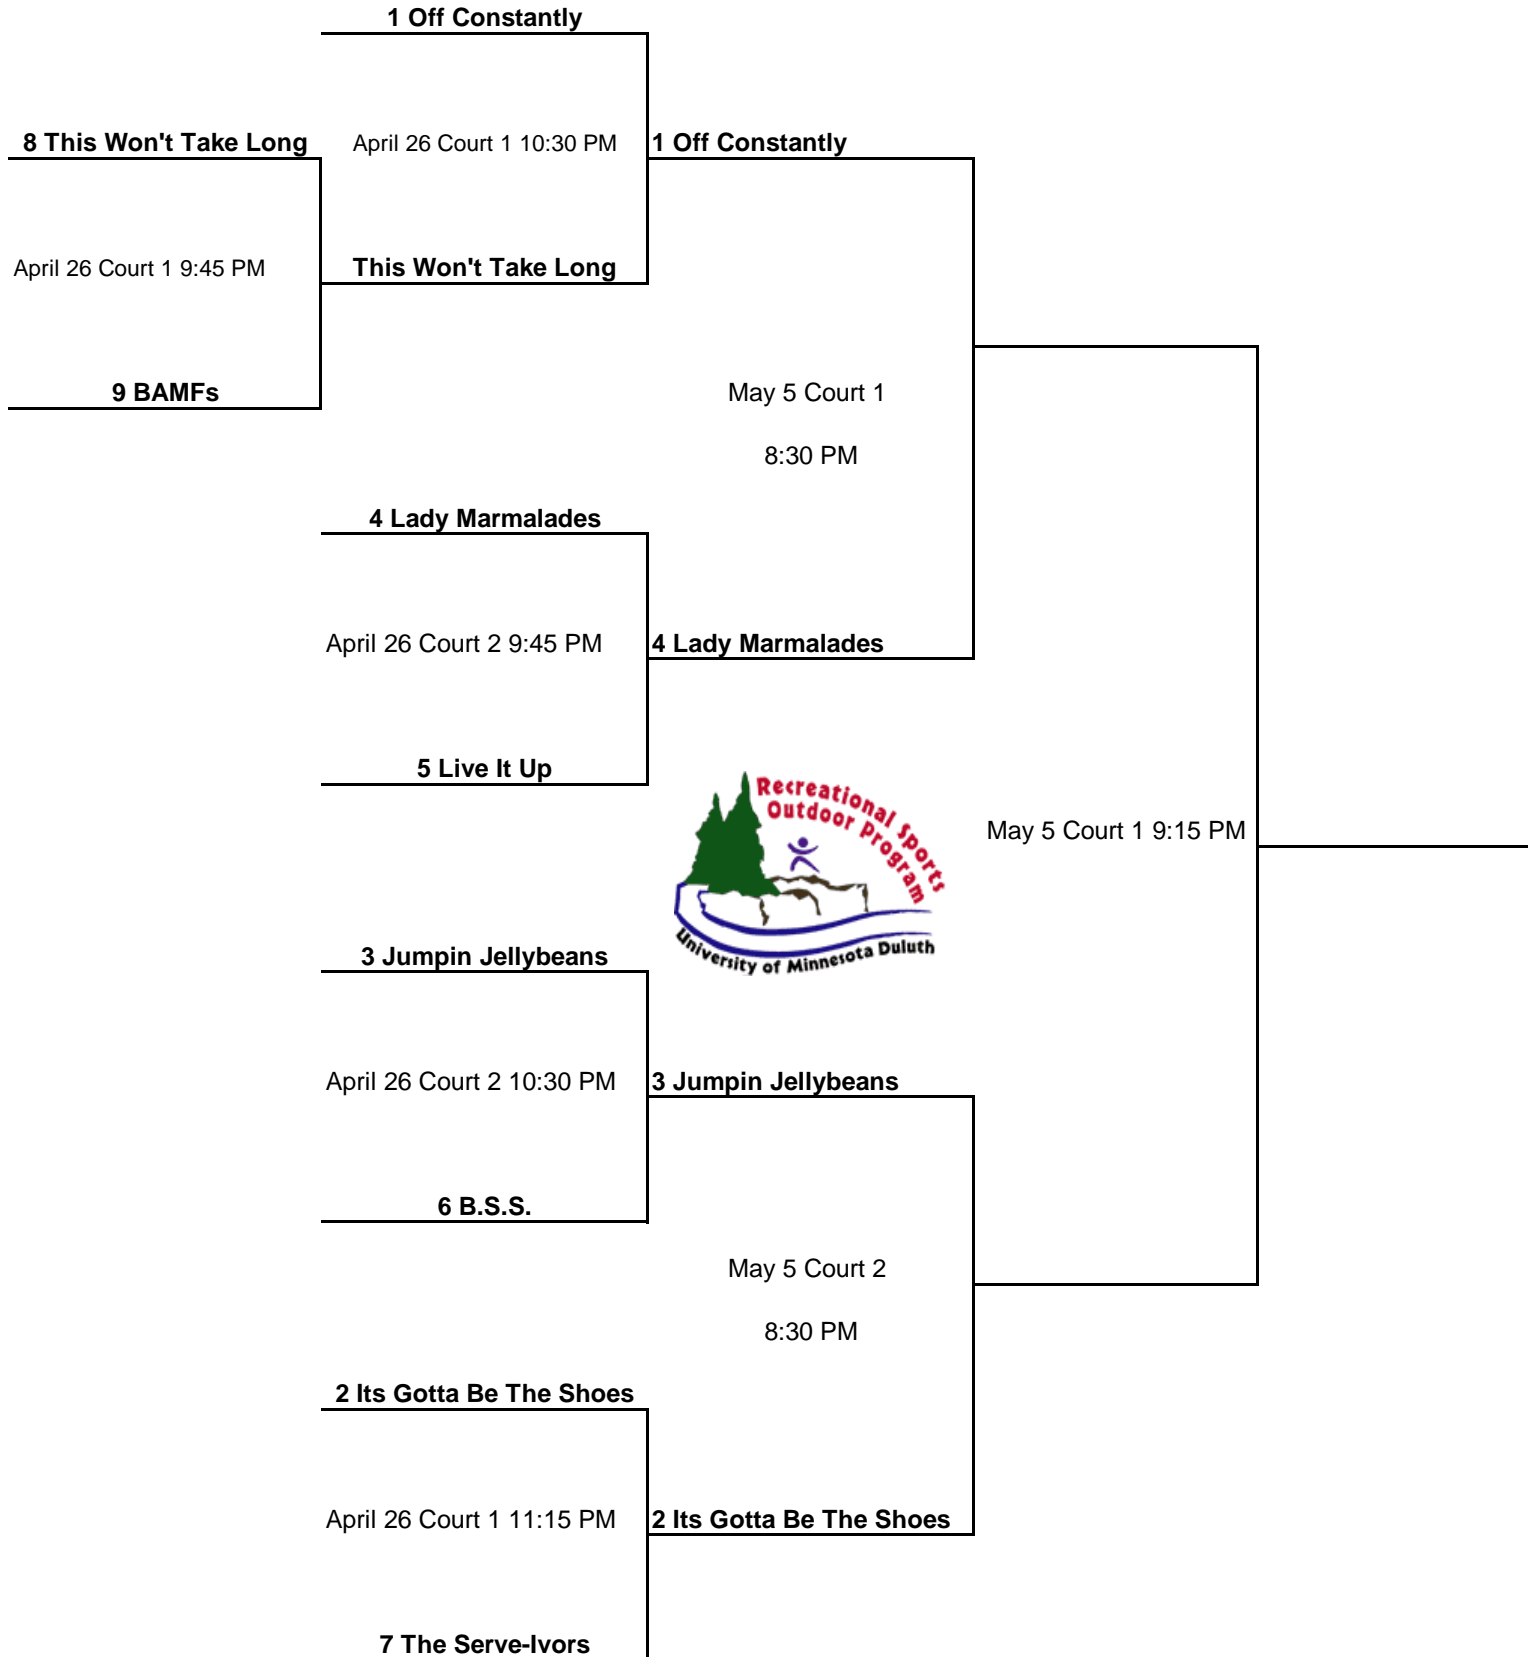 1 Off Constantly
8 This Won't Take Long
April 26 Court 1 10:30 PM
1 Off Constantly
April 26 Court 1 9:45 PM
This Won't Take Long
9 BAMFs
May 5 Court 1
8:30 PM
4 Lady Marmalades
April 26 Court 2 9:45 PM
4 Lady Marmalades
5 Live It Up
Recreational Sports
Outdoor Program
University of Minnesota Duluth
May 5 Court 1 9:15 PM
3 Jumpin Jellybeans
April 26 Court 2 10:30 PM
3 Jumpin Jellybeans
6 B.S.S.
May 5 Court 2
8:30 PM
2 Its Gotta Be The Shoes
April 26 Court 1 11:15 PM
2 Its Gotta Be The Shoes
7 The Serve-Ivors